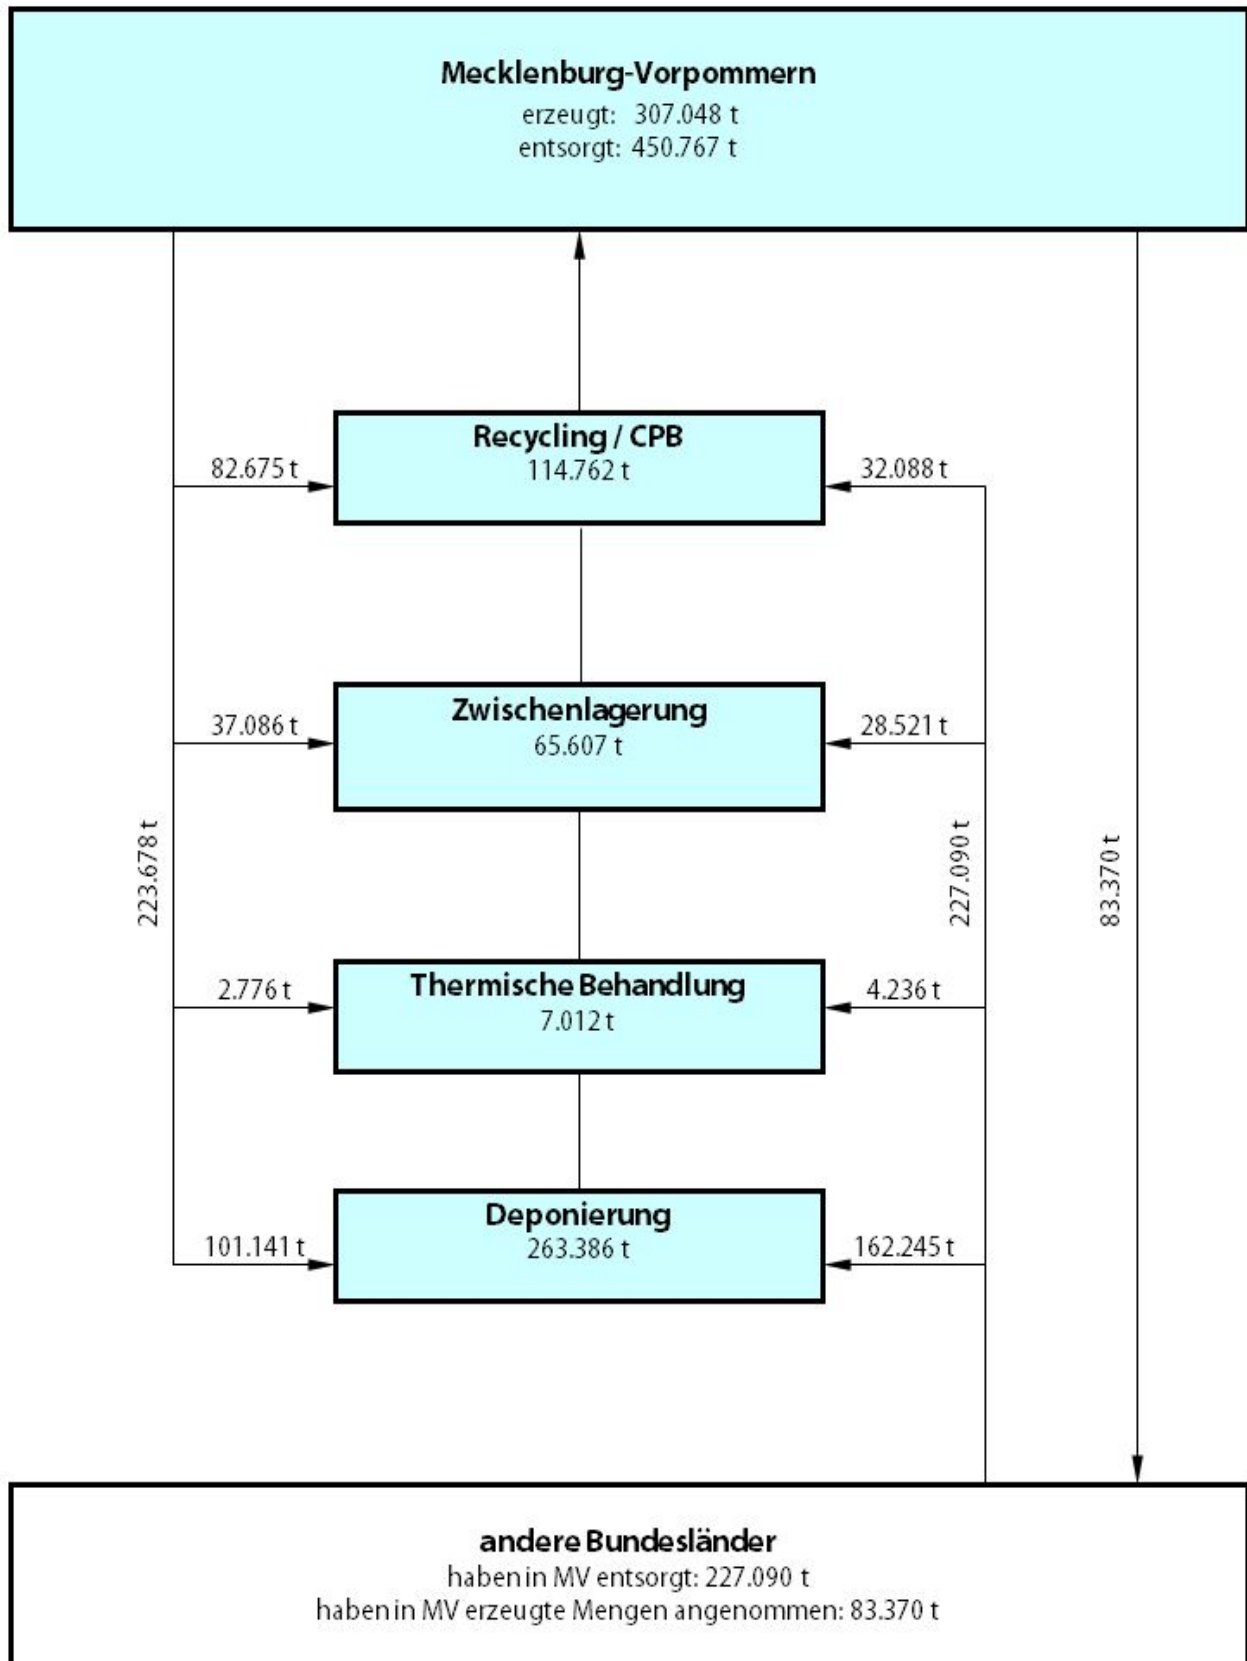 Mecklenburg-Vorpommern
erzeugt: 307.048 t
entsorgt: 450.767 t
Recycling / CPB
82.675 t
114.762 t
32.088 t
Zwischenlagerung
37.086 t
65.607 t
28.521 t
223.678 t
227.090 t
83.370 t
Thermische Behandlung
2.776 t
7.012 t
4.236 t
Deponierung
101.141 t
263.386 t
162.245 t
andere Bundesländer
haben in MV entsorgt: 227.090 t
haben in MV erzeugte Mengen angenommen: 83.370 t